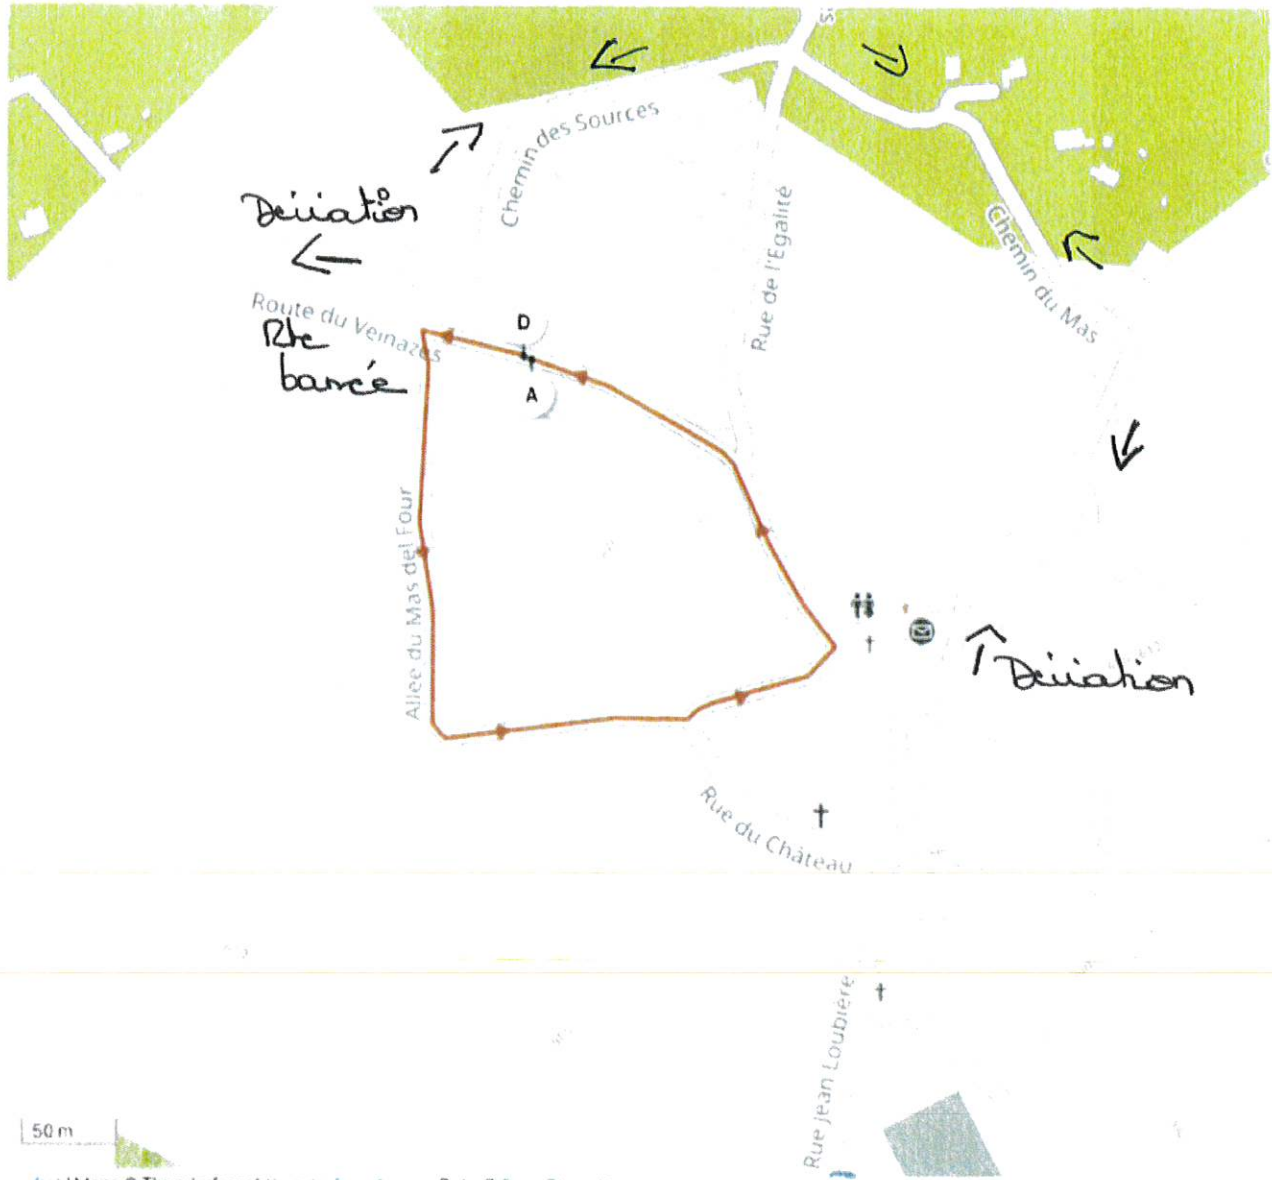 Chemin des Sources
Déviation
Rue de l'Egalité
Chemin du Mas
Route du Veinazès
Rte
barrée
D
A
Allée du Mas del Four
Déviation
Rue du Château
Rue Jean Loubière
50 m